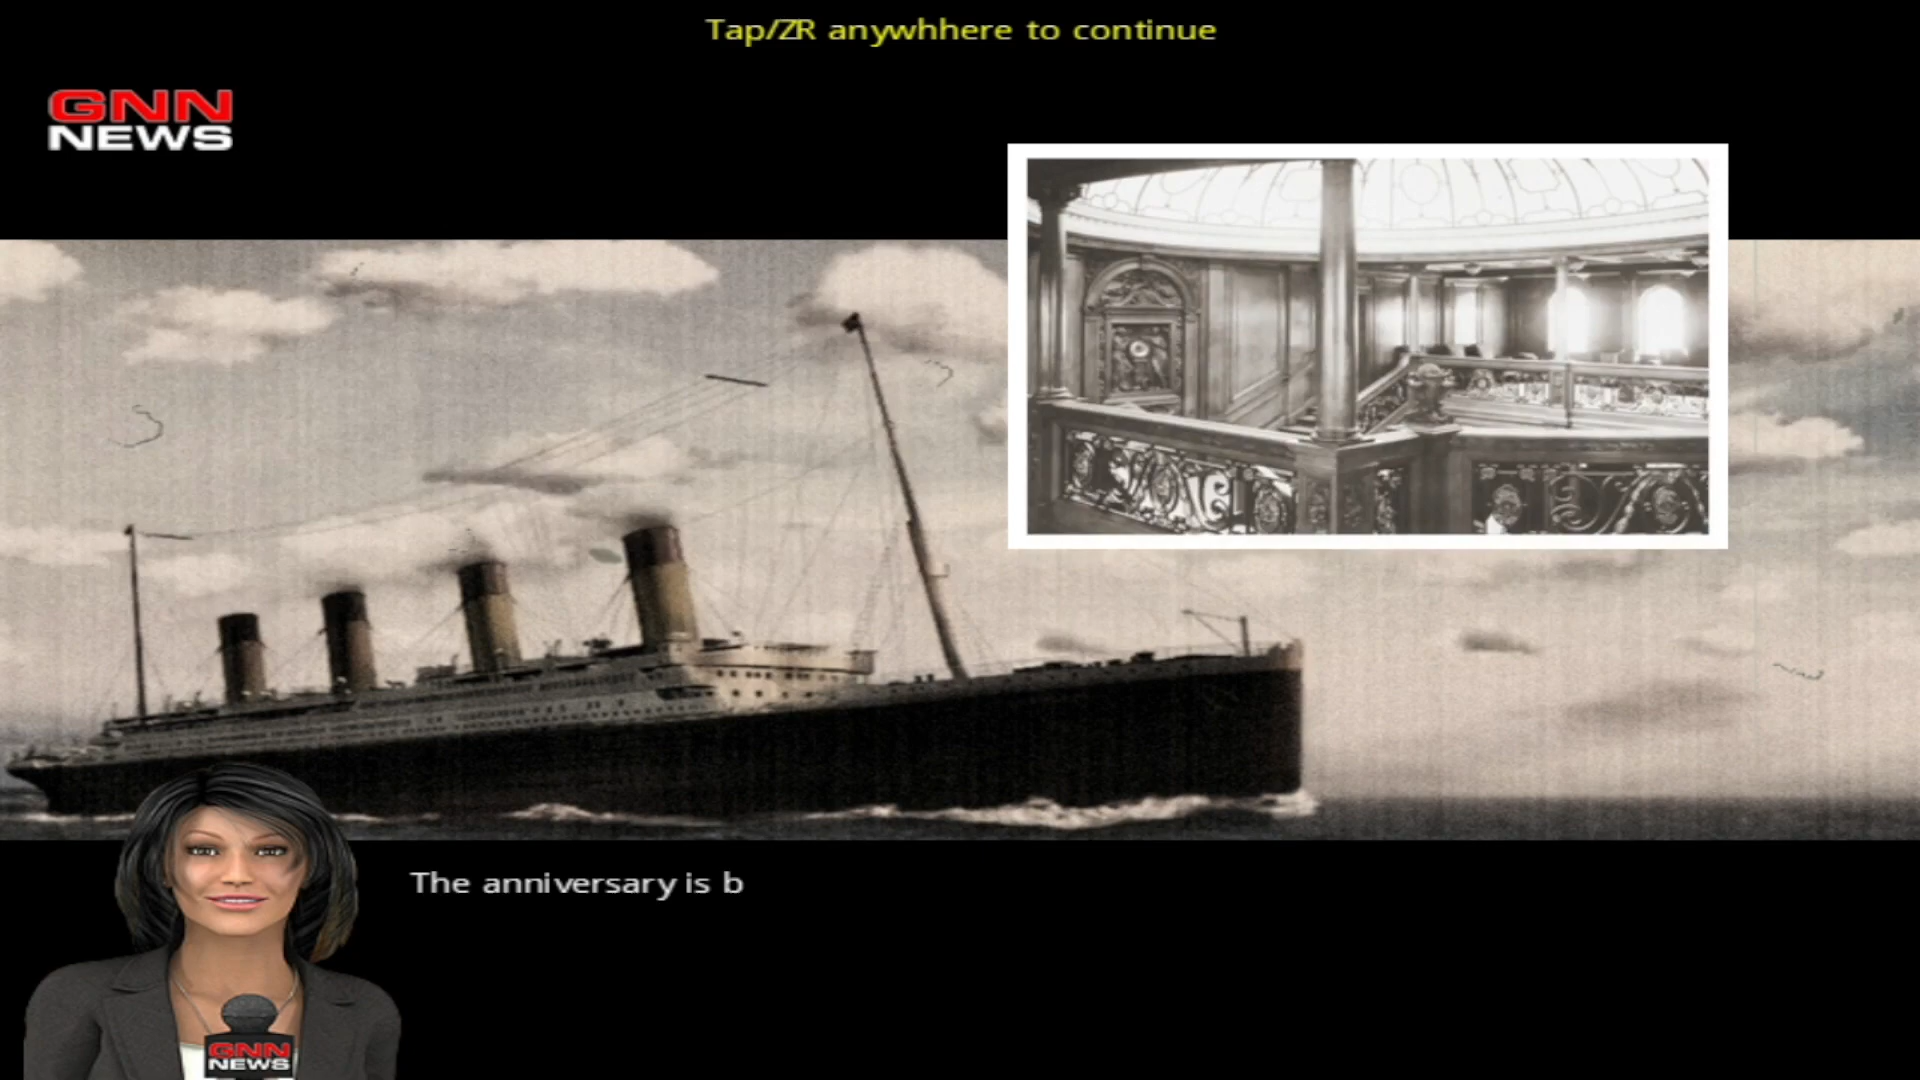 Tap/ZR anywhhere to continue
GNN
NEWS
The anniversary is b
GNN
NEWS